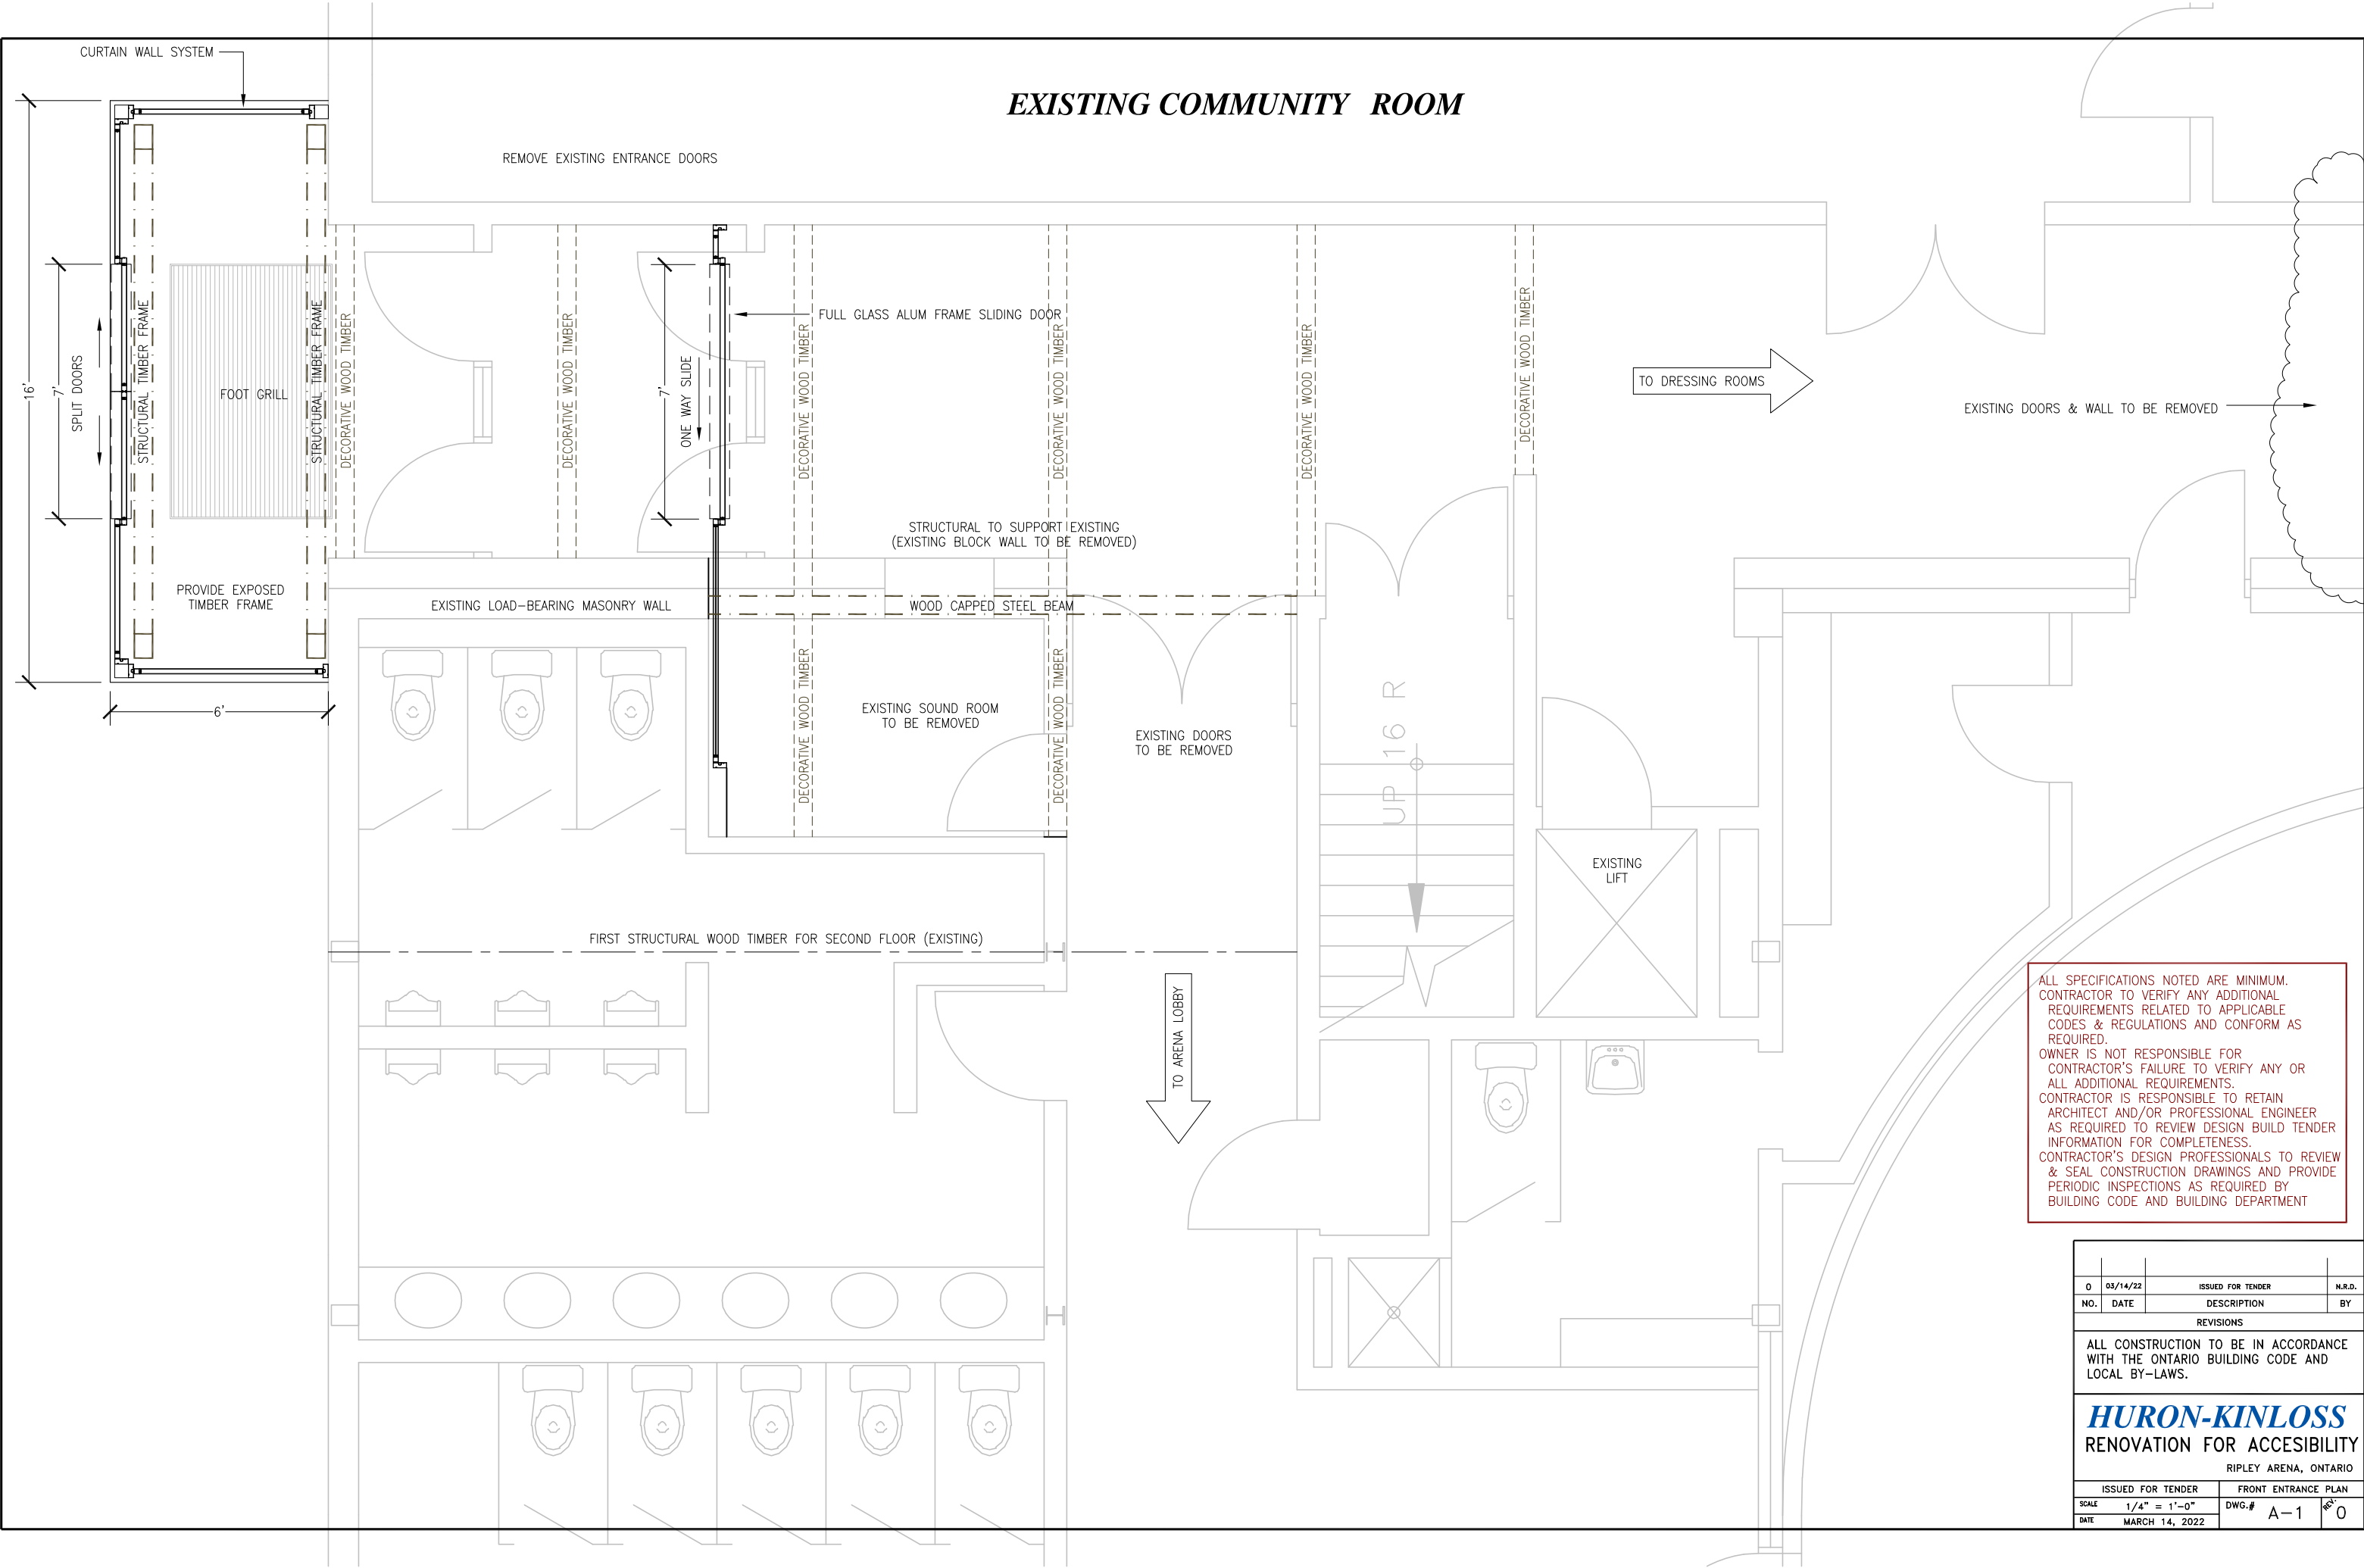 CURTAIN WALL SYSTEM
EXISTING COMMUNITY ROOM
REMOVE EXISTING ENTRANCE DOORS
16'
7'
SPLIT DOORS
STRUCTURAL TIMBER FRAME
FOOT GRILL
STRUCTURAL TIMBER FRAME
DECORATIVE WOOD TIMBER
DECORATIVE WOOD TIMBER
7'
ONE WAY SLIDE
FULL GLASS ALUM FRAME SLIDING DOOR
DECORATIVE WOOD TIMBER
DECORATIVE WOOD TIMBER
DECORATIVE WOOD TIMBER
DECORATIVE WOOD TIMBER
TO DRESSING ROOMS
EXISTING DOORS & WALL TO BE REMOVED
STRUCTURAL TO SUPPORT EXISTING
(EXISTING BLOCK WALL TO BE REMOVED)
PROVIDE EXPOSED
TIMBER FRAME
EXISTING LOAD-BEARING MASONRY WALL
WOOD CAPPED STEEL BEAM
6'
DECORATIVE WOOD TIMBER
EXISTING SOUND ROOM
TO BE REMOVED
DECORATIVE WOOD TIMBER
EXISTING DOORS
TO BE REMOVED
UP 16 R
EXISTING
LIFT
FIRST STRUCTURAL WOOD TIMBER FOR SECOND FLOOR (EXISTING)
TO ARENA LOBBY
ALL SPECIFICATIONS NOTED ARE MINIMUM.
CONTRACTOR TO VERIFY ANY ADDITIONAL
REQUIREMENTS RELATED TO APPLICABLE
CODES & REGULATIONS AND CONFORM AS
REQUIRED.
OWNER IS NOT RESPONSIBLE FOR
CONTRACTOR'S FAILURE TO VERIFY ANY OR
ALL ADDITIONAL REQUIREMENTS.
CONTRACTOR IS RESPONSIBLE TO RETAIN
ARCHITECT AND/OR PROFESSIONAL ENGINEER
AS REQUIRED TO REVIEW DESIGN BUILD TENDER
INFORMATION FOR COMPLETENESS.
CONTRACTOR'S DESIGN PROFESSIONALS TO REVIEW
& SEAL CONSTRUCTION DRAWINGS AND PROVIDE
PERIODIC INSPECTIONS AS REQUIRED BY
BUILDING CODE AND BUILDING DEPARTMENT
0 03/14/22 ISSUED FOR TENDER N.R.D.
NO. DATE DESCRIPTION BY
REVISIONS
ALL CONSTRUCTION TO BE IN ACCORDANCE
WITH THE ONTARIO BUILDING CODE AND
LOCAL BY-LAWS.
HURON-KINLOSS
RENOVATION FOR ACCESIBILITY
RIPLEY ARENA, ONTARIO
ISSUED FOR TENDER FRONT ENTRANCE PLAN
SCALE 1/4" = 1'-0" DWG.# A-1 REV. 0
DATE MARCH 14, 2022